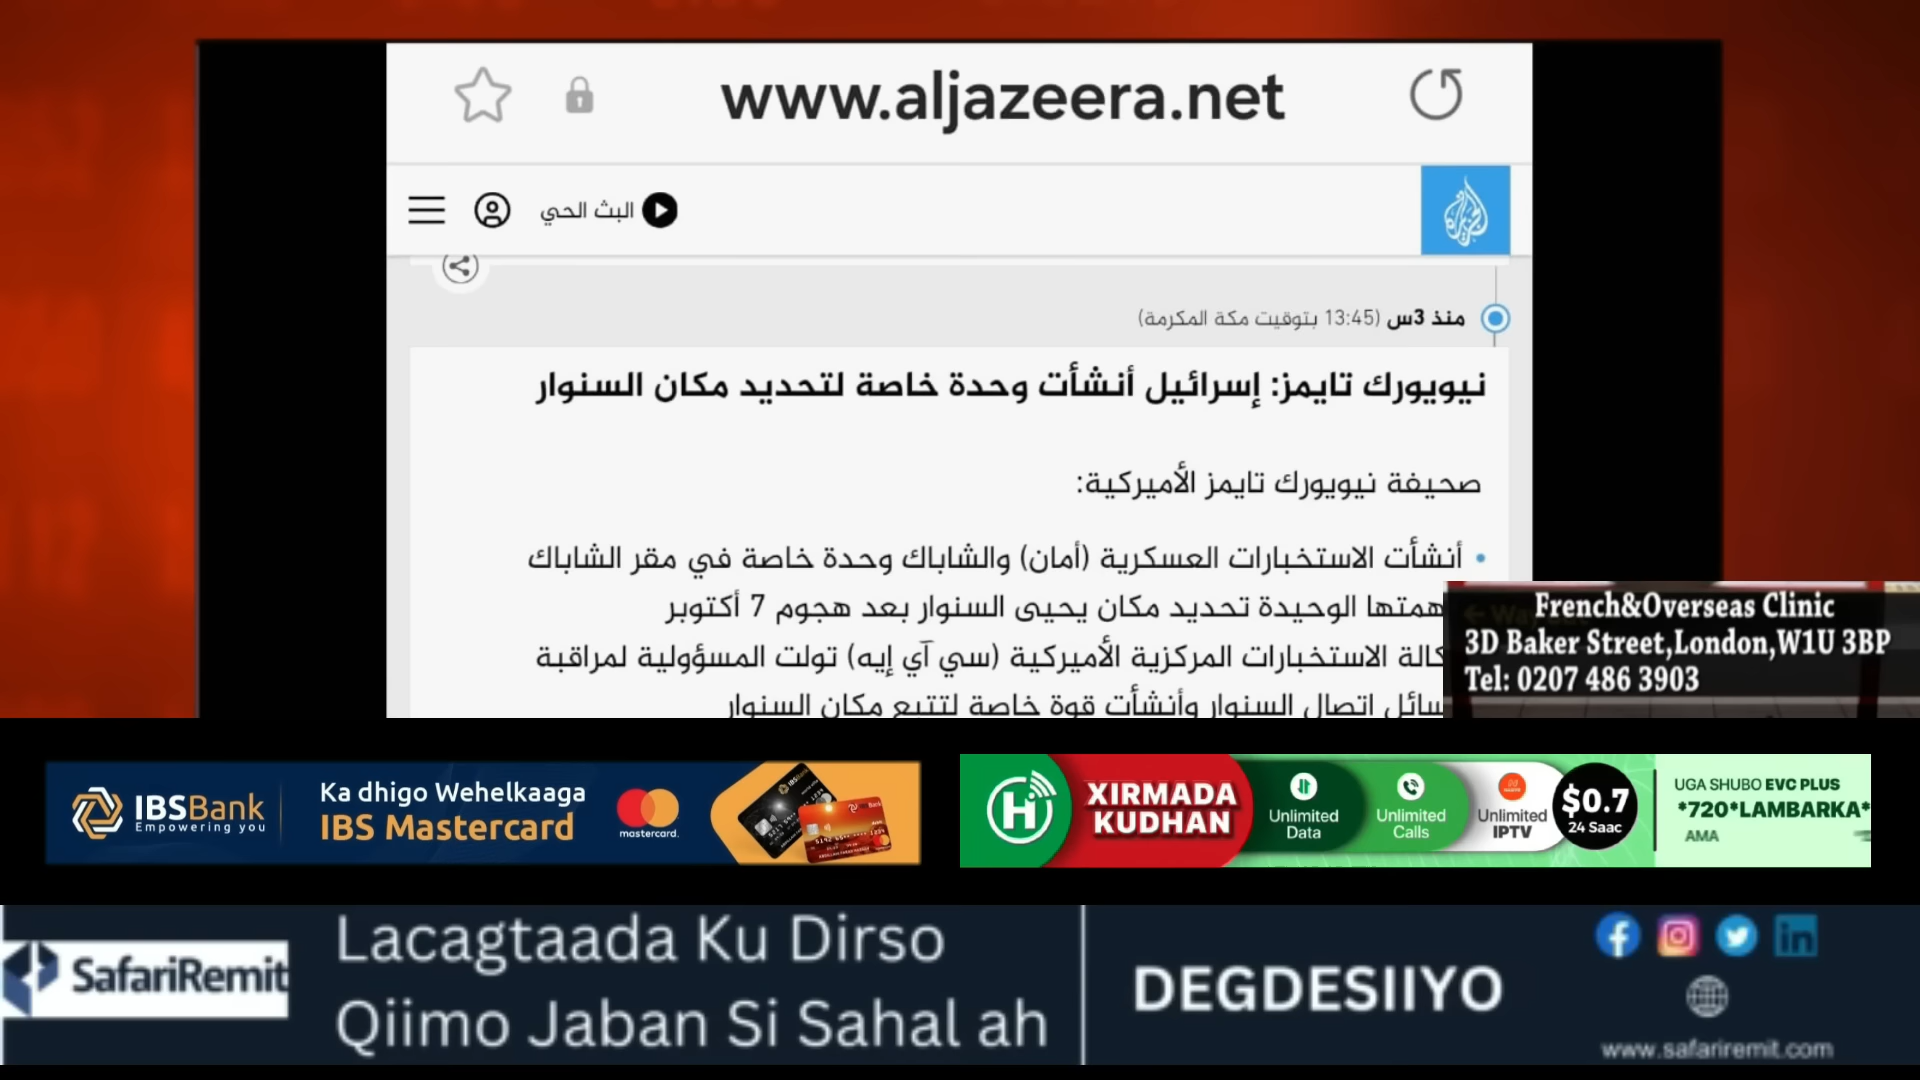 www.aljazeera.net
البث الحي
منذ 3س (13:45 بتوقيت مكة المكرمة)
نيويورك تايمز: إسرائيل أنشأت وحدة خاصة لتحديد مكان السنوار
صحيفة نيويورك تايمز الأميركية:
• أنشأت الاستخبارات العسكرية (أمان) والشاباك وحدة خاصة في مقر الشاباك
همتها الوحيدة تحديد مكان يحيى السنوار بعد هجوم 7 أكتوبر
كالة الاستخبارات المركزية الأميركية (سي آي إيه) تولت المسؤولية لمراقبة
سائل اتصال السنوار وأنشأت قوة خاصة لتتبع مكان السنوار
French&Overseas Clinic
3D Baker Street,London,W1U 3BP
Tel: 0207 486 3903
IBSBank
Empowering you
Ka dhigo Wehelkaaga
IBS Mastercard
mastercard.
H
XIRMADA
KUDHAN
Unlimited
Data
Unlimited
Calls
Unlimited
IPTV
$0.7
24 Saac
UGA SHUBO EVC PLUS
*720*LAMBARKA*
AMA
SafariRemit
Lacagtaada Ku Dirso
Qiimo Jaban Si Sahal ah
DEGDESIIYO
www.safariremit.com